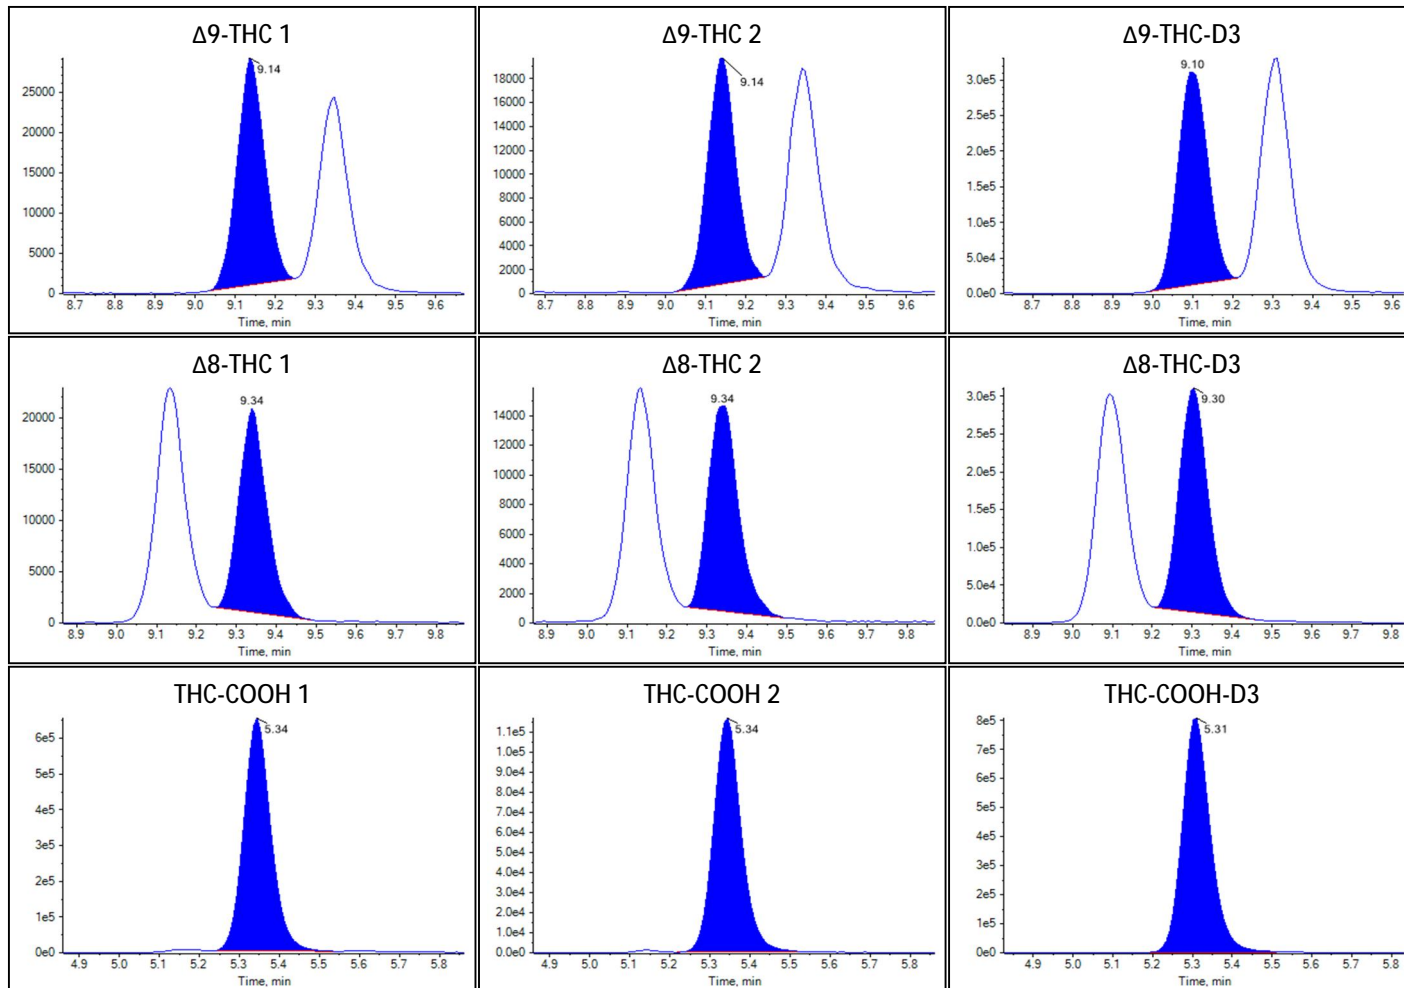 Δ9-THC 1
9.14
25000
20000
15000
10000
5000
0
8.7 8.8 8.9 9.0 9.1 9.2 9.3 9.4 9.5 9.6
Time, min
Δ9-THC 2
9.14
18000
16000
14000
12000
10000
8000
6000
4000
2000
0
8.7 8.8 8.9 9.0 9.1 9.2 9.3 9.4 9.5 9.6
Time, min
Δ9-THC-D3
9.10
3.0e5
2.5e5
2.0e5
1.5e5
1.0e5
5.0e4
0.0e0
8.7 8.8 8.9 9.0 9.1 9.2 9.3 9.4 9.5 9.6
Time, min
Δ8-THC 1
9.34
20000
15000
10000
5000
0
8.9 9.0 9.1 9.2 9.3 9.4 9.5 9.6 9.7 9.8
Time, min
Δ8-THC 2
9.34
14000
12000
10000
8000
6000
4000
2000
0
8.9 9.0 9.1 9.2 9.3 9.4 9.5 9.6 9.7 9.8
Time, min
Δ8-THC-D3
9.30
3.0e5
2.5e5
2.0e5
1.5e5
1.0e5
5.0e4
0.0e0
8.9 9.0 9.1 9.2 9.3 9.4 9.5 9.6 9.7 9.8
Time, min
THC-COOH 1
5.34
6e5
5e5
4e5
3e5
2e5
1e5
0e0
4.9 5.0 5.1 5.2 5.3 5.4 5.5 5.6 5.7 5.8
Time, min
THC-COOH 2
5.34
1.1e5
1.0e5
9.0e4
8.0e4
7.0e4
6.0e4
5.0e4
4.0e4
3.0e4
2.0e4
1.0e4
0.0e0
4.9 5.0 5.1 5.2 5.3 5.4 5.5 5.6 5.7 5.8
Time, min
THC-COOH-D3
5.31
8e5
7e5
6e5
5e5
4e5
3e5
2e5
1e5
0e0
4.9 5.0 5.1 5.2 5.3 5.4 5.5 5.6 5.7 5.8
Time, min